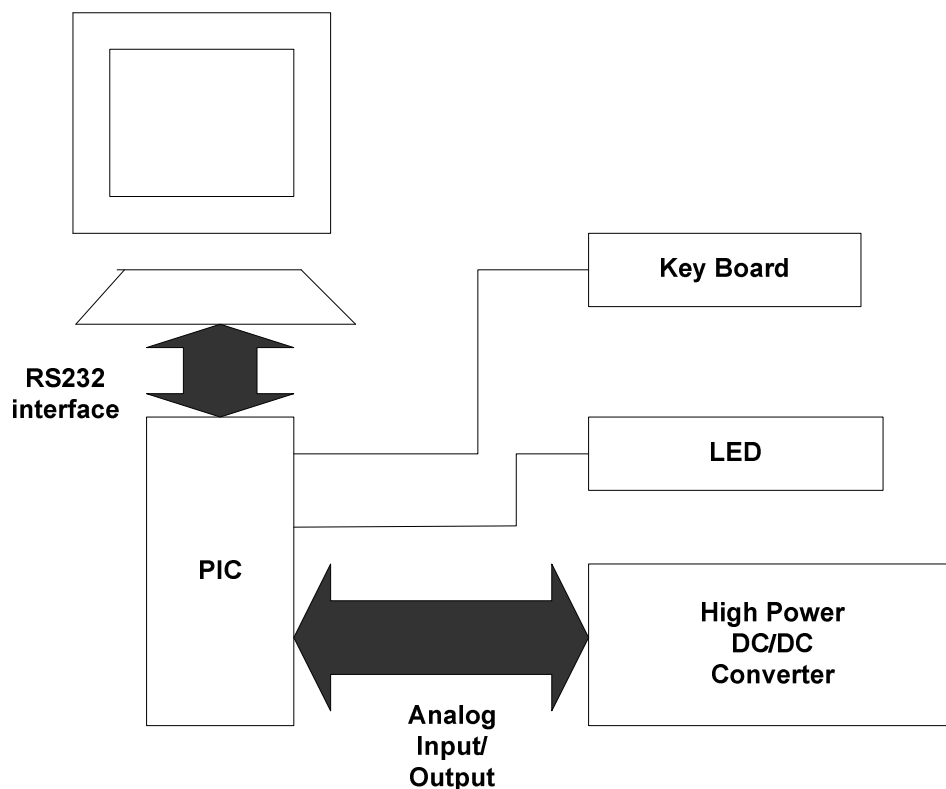 Key Board
RS232
interface
LED
PIC
High Power
DC/DC
Converter
Analog
Input/
Output